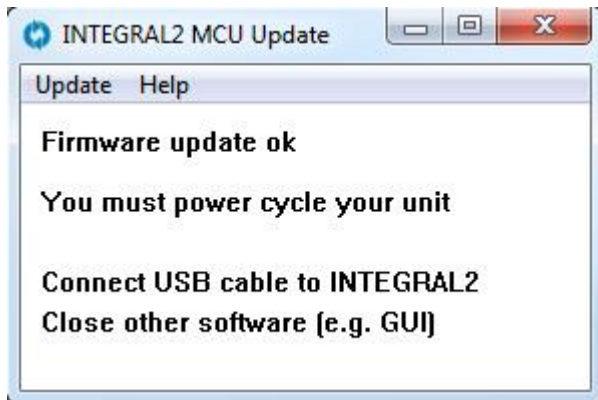 INTEGRAL2 MCU Update
Update Help
Firmware update ok
You must power cycle your unit
Connect USB cable to INTEGRAL2
Close other software (e.g. GUI)